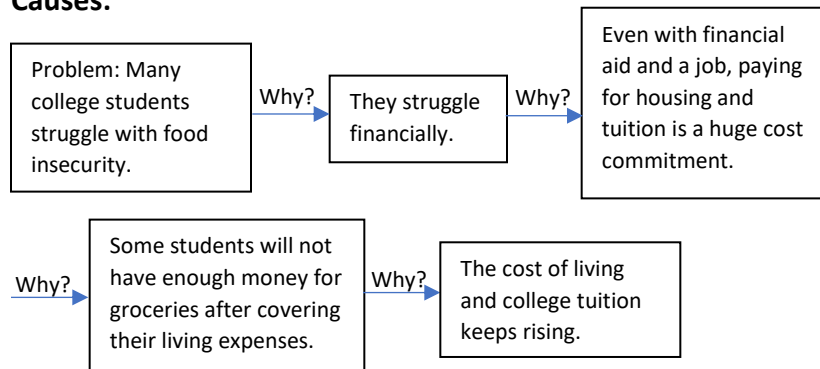 Causes:
Problem: Many
college students
struggle with food
insecurity.
Why?
They struggle
financially.
Why?
Even with financial
aid and a job, paying
for housing and
tuition is a huge cost
commitment.
Why?
Some students will not
have enough money for
groceries after covering
their living expenses.
Why?
The cost of living
and college tuition
keeps rising.